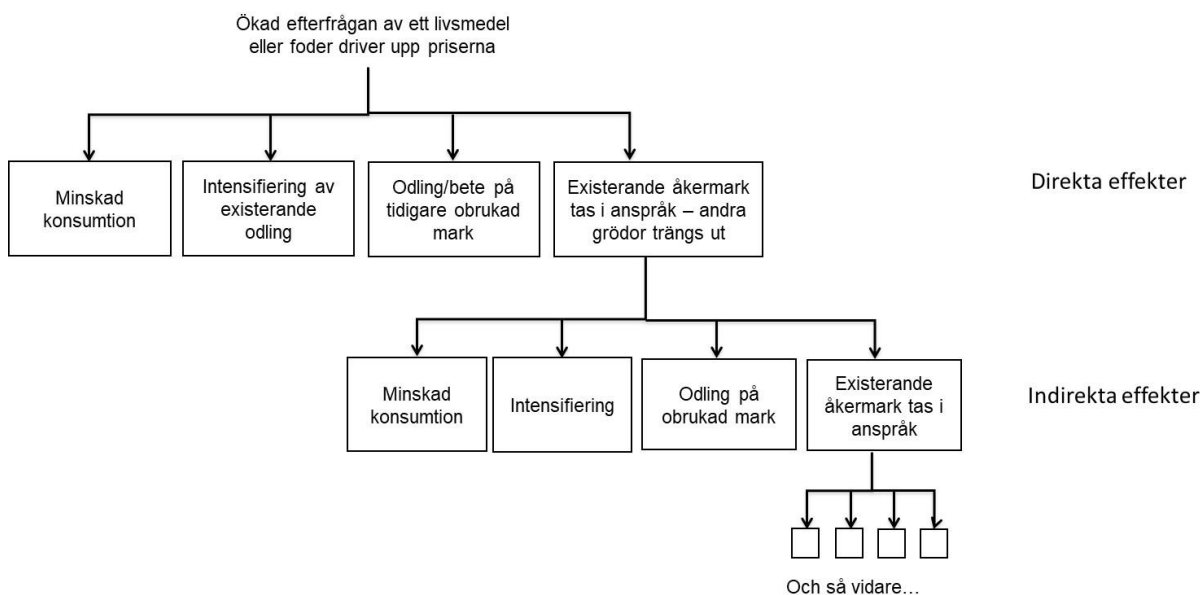 Ökad efterfrågan av ett livsmedel
eller foder driver upp priserna
Minskad
konsumtion
Intensifiering av
existerande
odling
Odling/bete på
tidigare obrukad
mark
Existerande åkermark
tas i anspråk – andra
grödor trängs ut
Direkta effekter
Minskad
konsumtion
Intensifiering
Odling på
obrukad mark
Existerande
åkermark tas i
anspråk
Indirekta effekter
Och så vidare…